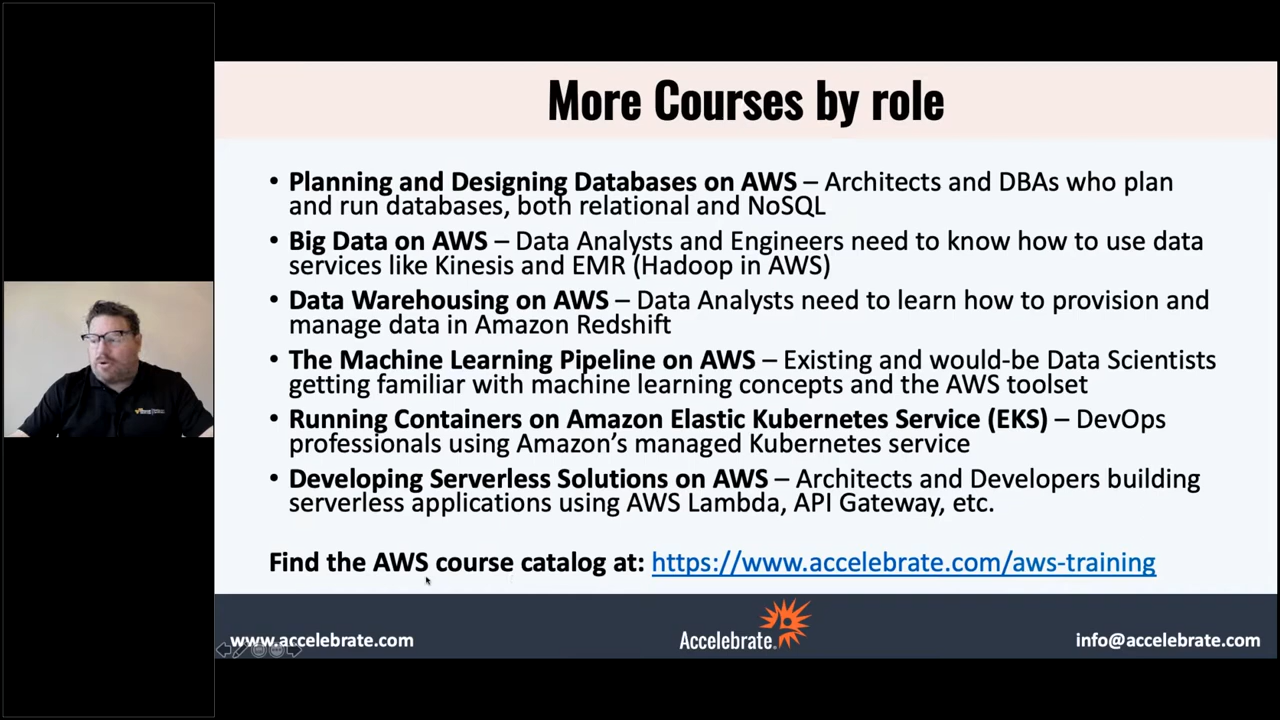 More Courses by role
• Planning and Designing Databases on AWS – Architects and DBAs who plan
and run databases, both relational and NoSQL
• Big Data on AWS – Data Analysts and Engineers need to know how to use data
services like Kinesis and EMR (Hadoop in AWS)
• Data Warehousing on AWS – Data Analysts need to learn how to provision and
manage data in Amazon Redshift
• The Machine Learning Pipeline on AWS – Existing and would-be Data Scientists
getting familiar with machine learning concepts and the AWS toolset
• Running Containers on Amazon Elastic Kubernetes Service (EKS) – DevOps
professionals using Amazon’s managed Kubernetes service
• Developing Serverless Solutions on AWS – Architects and Developers building
serverless applications using AWS Lambda, API Gateway, etc.
Find the AWS course catalog at: https://www.accelebrate.com/aws-training
www.accelebrate.com
Accelebrate
info@accelebrate.com